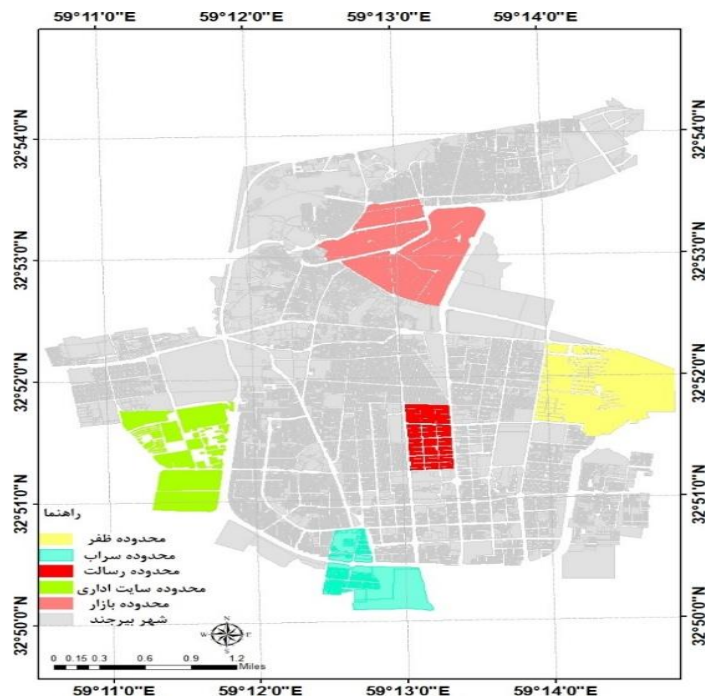 59°11'0"E 59°12'0"E 59°13'0"E 59°14'0"E
32°54'0"N 32°54'0"N
32°53'0"N 32°53'0"N
32°52'0"N 32°52'0"N
32°51'0"N 32°51'0"N
راهنما
محدوده ظفر
محدوده سراب
محدوده رسالت
محدوده سایت اداری
محدوده بازار
شهر بیرجند
32°50'0"N 32°50'0"N
N
W E
S
0 0.15 0.3 0.6 0.9 1.2
Miles
59°11'0"E 59°12'0"E 59°13'0"E 59°14'0"E